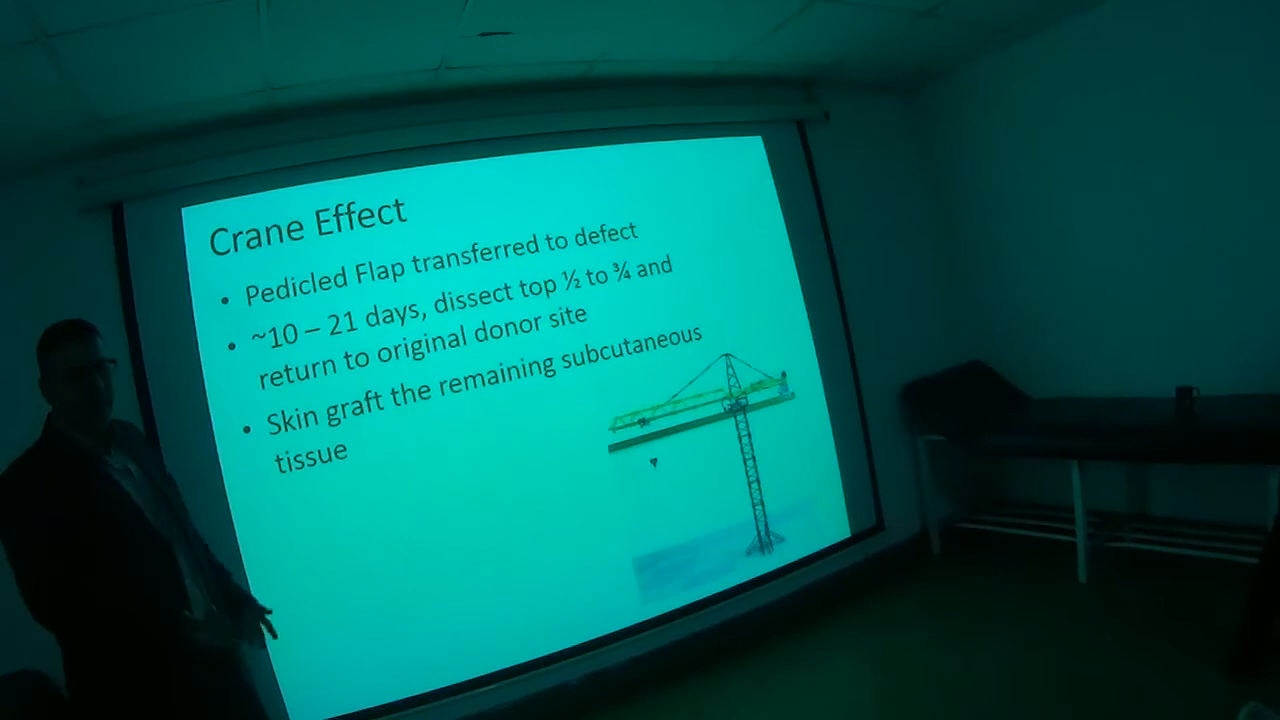 Crane Effect
• Pedicled Flap transferred to defect
• ~10 – 21 days, dissect top ½ to ¾ and
return to original donor site
• Skin graft the remaining subcutaneous
tissue